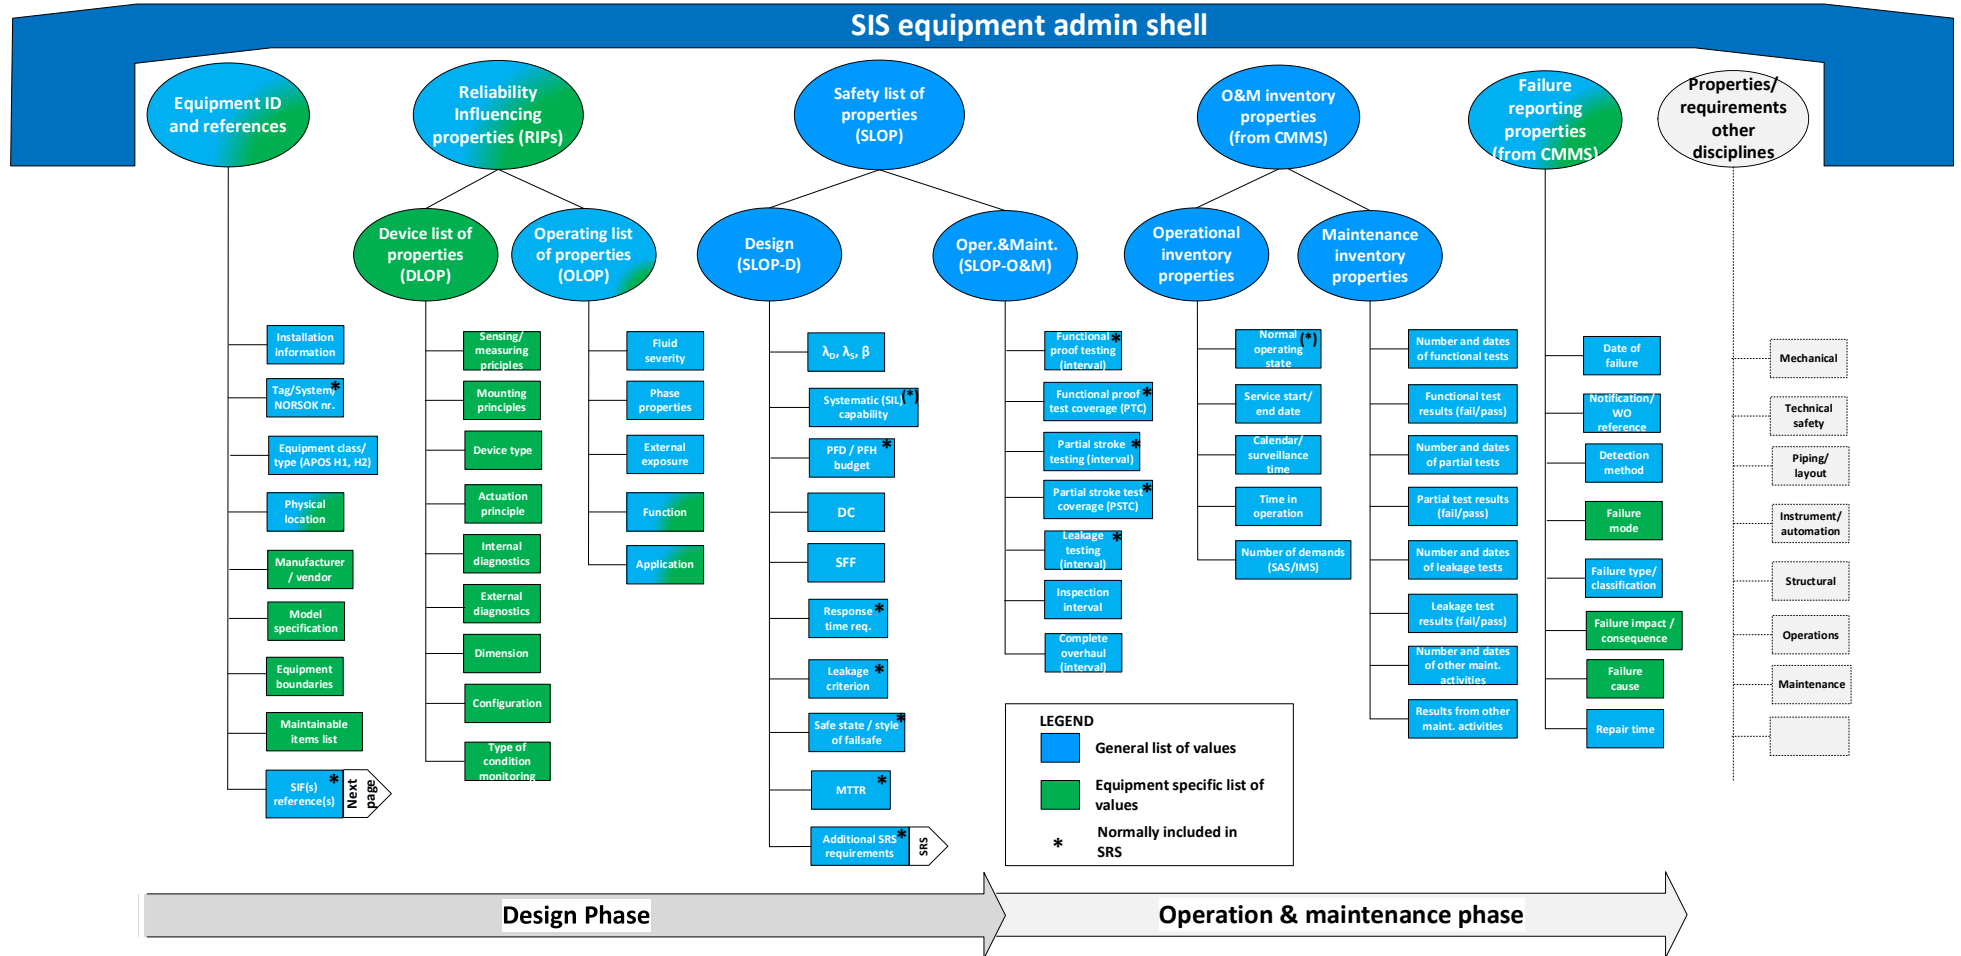 SIS equipment admin shell
Equipment ID
and references
Reliability
Influencing
properties (RIPs)
Safety list of
properties
(SLOP)
O&M inventory
properties
(from CMMS)
Failure
reporting
properties
(from CMMS)
Properties/
requirements
other
disciplines
Device list of
properties
(DLOP)
Operating list
of properties
(OLOP)
Design
(SLOP-D)
Oper.&Maint.
(SLOP-O&M)
Operational
inventory
properties
Maintenance
inventory
properties
Installation
information
Tag/System/ *
NORSOK nr.
Equipment class/
type (APOS H1, H2)
Physical
location
Manufacturer
/ vendor
Model
specification
Equipment
boundaries
Maintainable
items list
SIF(s) *
reference(s)
Next
page
Sensing/
measuring
priciples
Mounting
principles
Device type
Actuation
principle
Internal
diagnostics
External
diagnostics
Dimension
Configuration
Type of
condition
monitoring
Fluid
severity
Phase
properties
External
exposure
Function
Application
λD, λS, β
Systematic (SIL) (*)
capability
PFD / PFH *
budget
DC
SFF
Response *
time req.
Leakage *
criterion
Safe state / style *
of failsafe
MTTR *
Additional SRS *
requirements
SRS
Functional *
proof testing
(interval)
Functional proof *
test coverage (PTC)
Partial stroke *
testing (interval)
Partial stroke test *
coverage (PSTC)
Leakage *
testing
(interval)
Inspection
interval
Complete
overhaul
(interval)
Normal (*)
operating
state
Service start/
end date
Calendar/
surveillance
time
Time in
operation
Number of demands
(SAS/IMS)
Number and dates
of functional tests
Functional test
results (fail/pass)
Number and dates
of partial tests
Partial test results
(fail/pass)
Number and dates
of leakage tests
Leakage test
results (fail/pass)
Number and dates
of other maint.
activities
Results from other
maint. activities
Date of
failure
Notification/
WO
reference
Detection
method
Failure
mode
Failure type/
classification
Failure impact /
consequence
Failure
cause
Repair time
Mechanical
Technical
safety
Piping/
layout
Instrument/
automation
Structural
Operations
Maintenance
LEGEND
General list of values
Equipment specific list of
values
* Normally included in
SRS
Design Phase
Operation & maintenance phase